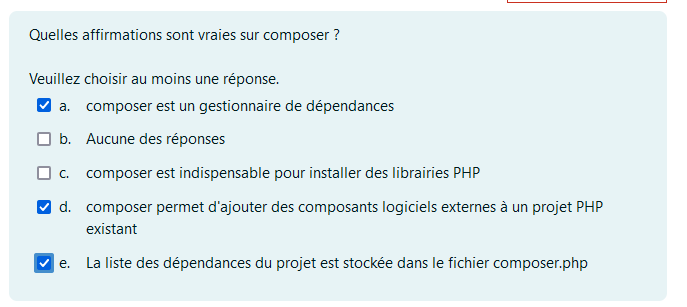 Quelles affirmations sont vraies sur composer ?
Veuillez choisir au moins une réponse.
a. composer est un gestionnaire de dépendances
b. Aucune des réponses
c. composer est indispensable pour installer des librairies PHP
d. composer permet d'ajouter des composants logiciels externes à un projet PHP
existant
e. La liste des dépendances du projet est stockée dans le fichier composer.php